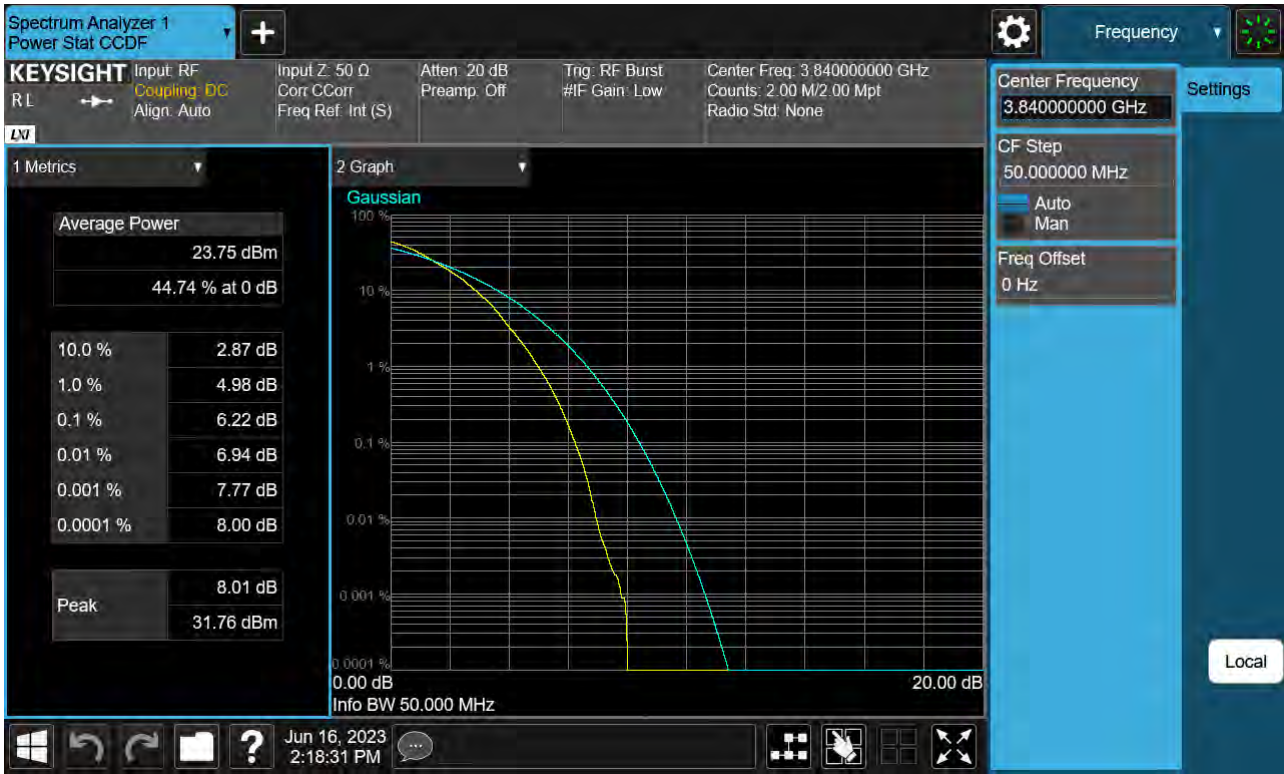 Spectrum Analyzer 1
Power Stat CCDF
Frequency
KEYSIGHT
RL
LXI
Input: RF
Coupling: DC
Align: Auto
Input Z: 50 Ω
Corr CCorr
Freq Ref: Int (S)
Atten: 20 dB
Preamp: Off
Trig: RF Burst
#IF Gain: Low
Center Freq: 3.840000000 GHz
Counts: 2.00 M/2.00 Mpt
Radio Std: None
Center Frequency
3.840000000 GHz
Settings
CF Step
50.000000 MHz
Auto
Man
Freq Offset
0 Hz
1 Metrics
Average Power
23.75 dBm
44.74 % at 0 dB
10.0 % 2.87 dB
1.0 % 4.98 dB
0.1 % 6.22 dB
0.01 % 6.94 dB
0.001 % 7.77 dB
0.0001 % 8.00 dB
Peak
8.01 dB
31.76 dBm
2 Graph
Gaussian
100 %
10 %
1 %
0.1 %
0.01 %
0.001 %
0.0001 %
0.00 dB 20.00 dB
Info BW 50.000 MHz
Local
?
Jun 16, 2023
2:18:31 PM